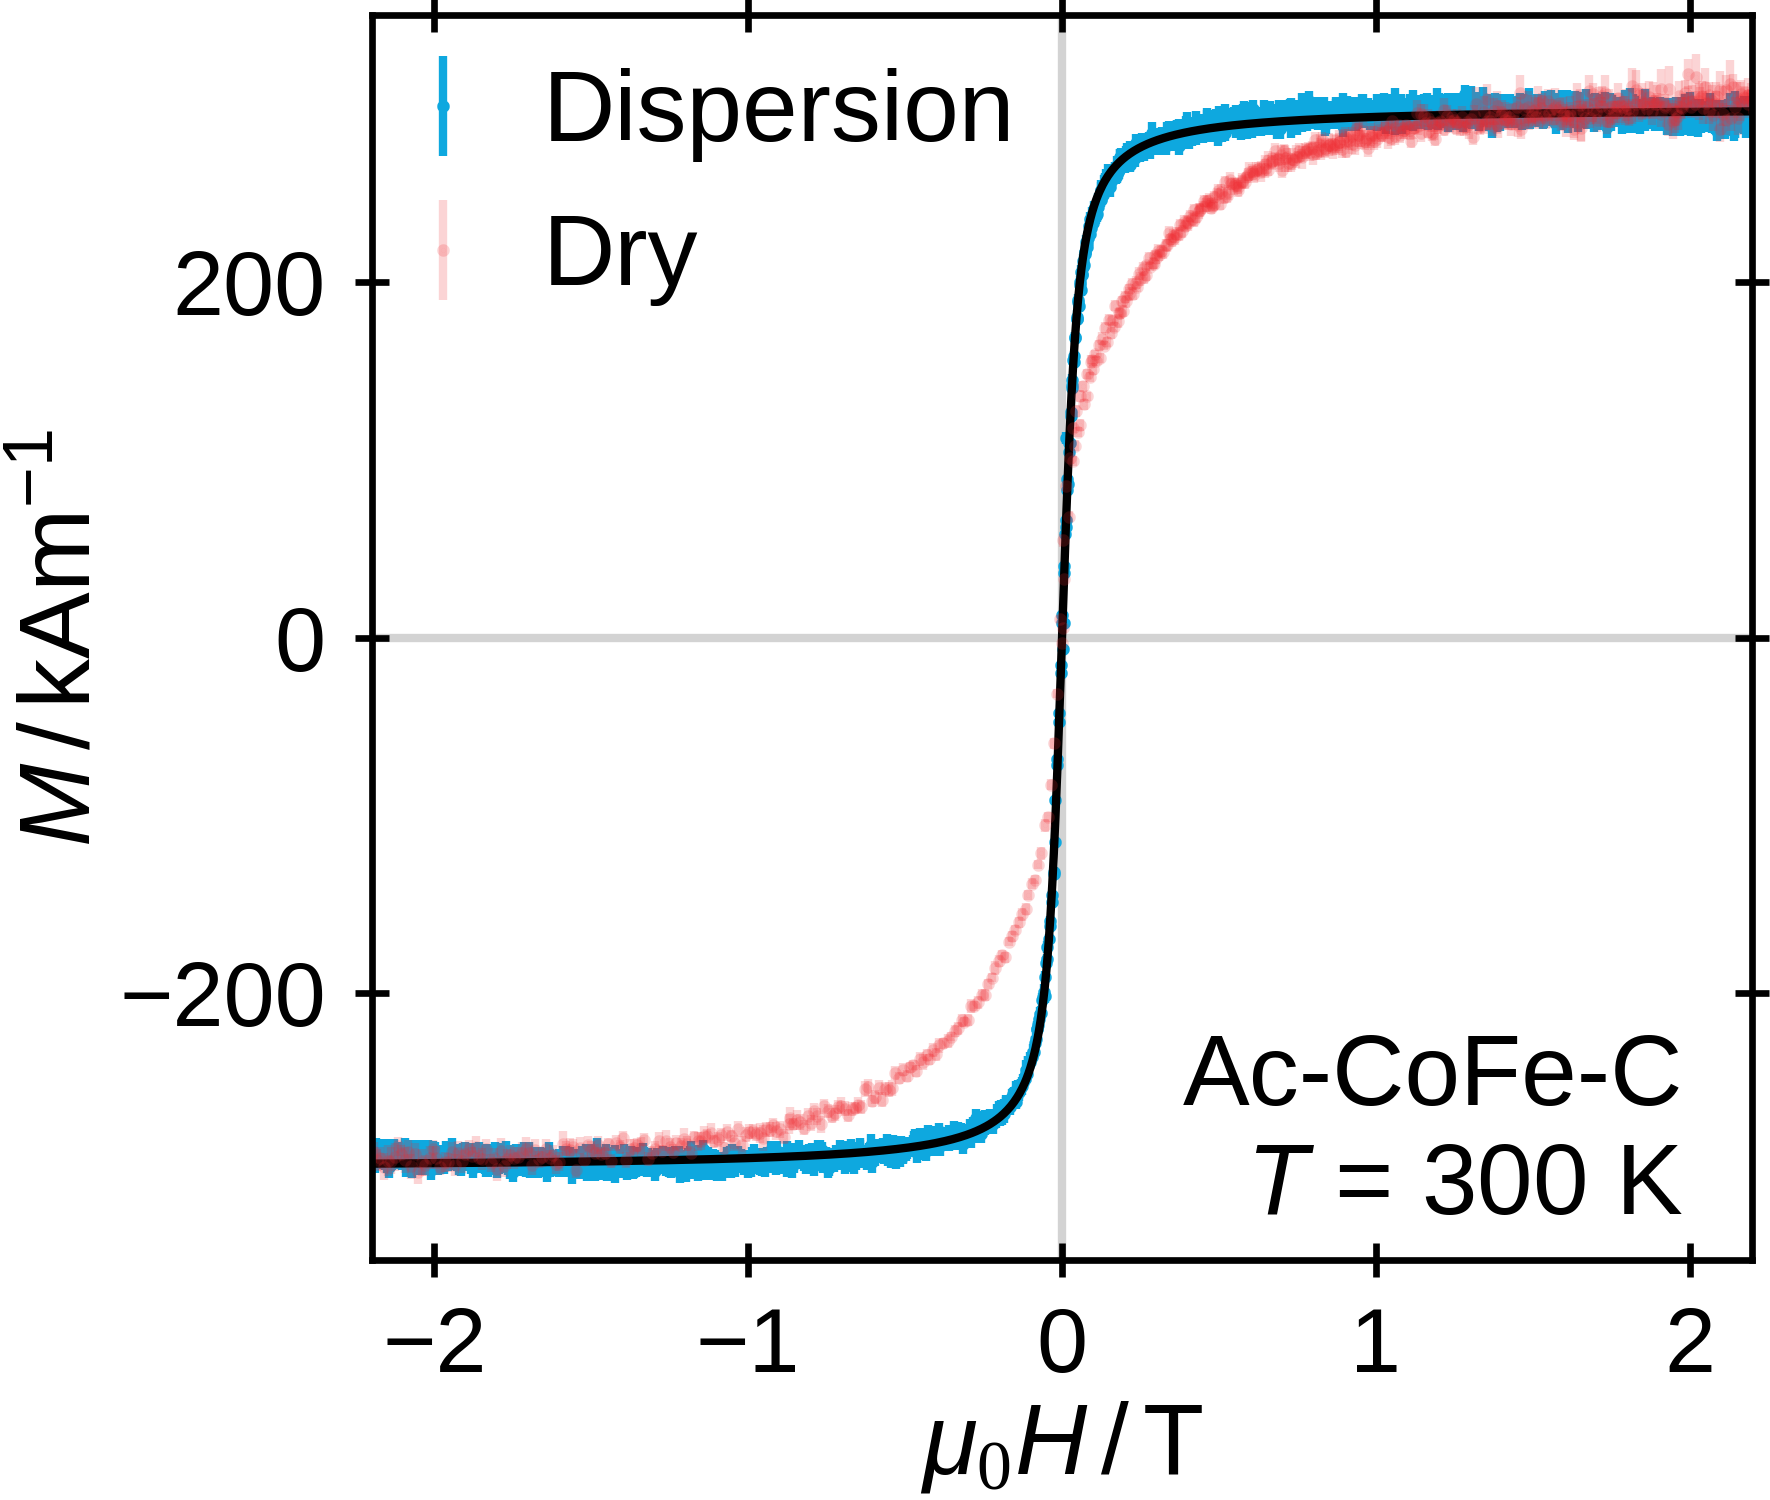 Dispersion
Dry
200
0
−200
M / kAm⁻¹
Ac-CoFe-C
T = 300 K
−2 −1 0 1 2
μ₀H / T